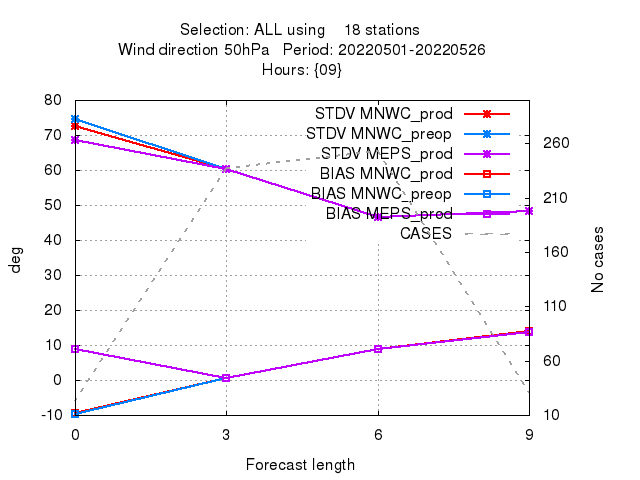 Selection: ALL using 18 stations
Wind direction 50hPa Period: 20220501-20220526
Hours: {09}
STDV MNWC_prod
STDV MNWC_preop
STDV MEPS_prod
BIAS MNWC_prod
BIAS MNWC_preop
BIAS MEPS_prod
CASES
80
70
60
50
40
30
20
10
0
-10
deg
260
210
160
110
60
10
No cases
0 3 6 9
Forecast length